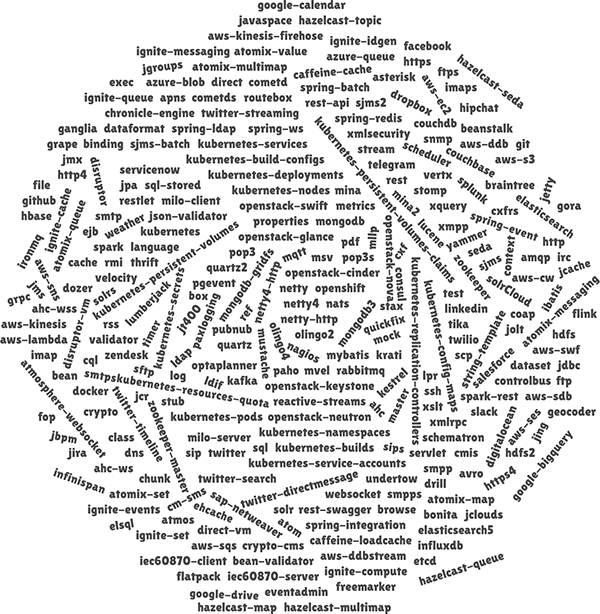 google-calendar
javaspace hazelcast-topic
aws-kinesis-firehose
ignite-idgen
facebook
ignite-messaging atomix-value
azure-queue
https
hazelcast-seda
jgroups
atomix-multimap
caffeine-cache
asterisk
ftps
exec azure-blob direct cometd
spring-batch
aws-ec2
imaps
ignite-queue apns cometds routebox
rest-api sjms2
dropbox
hipchat
chronicle-engine twitter-streaming
spring-redis
couchdb
beanstalk
ganglia dataformat spring-ldap spring-ws
kubernetes-persistent-volumes-claims
xmlsecurity
snmp
aws-ddb git
grape binding sjms-batch kubernetes-services
stream
scheduler
couchbase
aws-s3
jmx
disruptor
kubernetes-build-configs
telegram
http4
servicenow
kubernetes-deployments
rest
vertx
splunk
braintree
jetty
file
jpa sql-stored
kubernetes-nodes mina
mina2
stomp
elasticsearch
github
ignite-cache
restlet milo-client
openstack-swift metrics
xquery
cxfrs
gora
hbase
atomix-queue
smtp
weather
json-validator
properties mongodb
openstack-nova
lucene
xmpp
spring-event
http
ironmq
ejb
kubernetes
openstack-glance
pdf
mllp
cxf
yammer
context
spark language
kubernetes-persistent-volumes
pop3
mongodb-gridfs
mqtt
msv pop3s
seda
amqp irc
aws-sns
cache rmi thrift
quartz2
openstack-cinder
consul
zookeeper
sjms
aws-cw
jcache
jms
velocity
kubernetes-secrets
pgevent
netty4-http
netty openshift
kubernetes-replication-controllers
kubernetes-config-maps
solrCloud
ibatis
grpc
dozer
solrs
lumberjack
box
ref
netty4 nats
stax
test
atomix-messaging
ahc-wss
disruptor-vm
jt400
paxlogging
netty-http
mongodb3
quickfix
linkedin
coap
flink
aws-kinesis
rss
timer
pubnub
olingo4
olingo2
mock
tika
jolt
hdfs
aws-lambda
validator
quartz
mustache
nagios
twilio
string-template
aws-swf
imap
cql zendesk
ldap
mybatis krati
scp
salesforce
dataset jdbc
sftp
optaplanner
paho mvel rabbitmq
bean
smtps
kubernetes-resources-quota
log
ldif
kafka
openstack-keystone
kestrel
lpr
controlbus ftp
atmosphere-websocket
docker
jcr
stub
reactive-streams
ahc
master
ssh
spark-rest aws-sdb
fop
crypto
twitter-timeline
zookeeper-master
kubernetes-pods openstack-neutron
xslt
slack
digitalocean
aws-ses
geocoder
jbpm
class
milo-server
kubernetes-namespaces
xmlrpc
schematron
jing
jira
dns
sip twitter sql kubernetes-builds
sips
servlet cmis
hdfs2
google-bigquery
ahc-ws
kubernetes-service-accounts
smpp
avro
https4
infinispan
chunk
twitter-search
twitter-directmessage
undertow
drill
atomix-set
cm-sms
sap-netweaver
websocket smpps
atomix-map
ignite-events
ehcache
solr rest-swagger browse
bonita jclouds
elsql
atmos
atom
spring-integration
elasticsearch5
ignite-set
direct-vm
caffeine-loadcache
influxdb
aws-sqs crypto-cms
aws-ddbstream
etcd
iec60870-client bean-validator
ignite-compute
hazelcast-queue
flatpack iec60870-server
freemarker
google-drive
eventadmin
hazelcast-map hazelcast-multimap